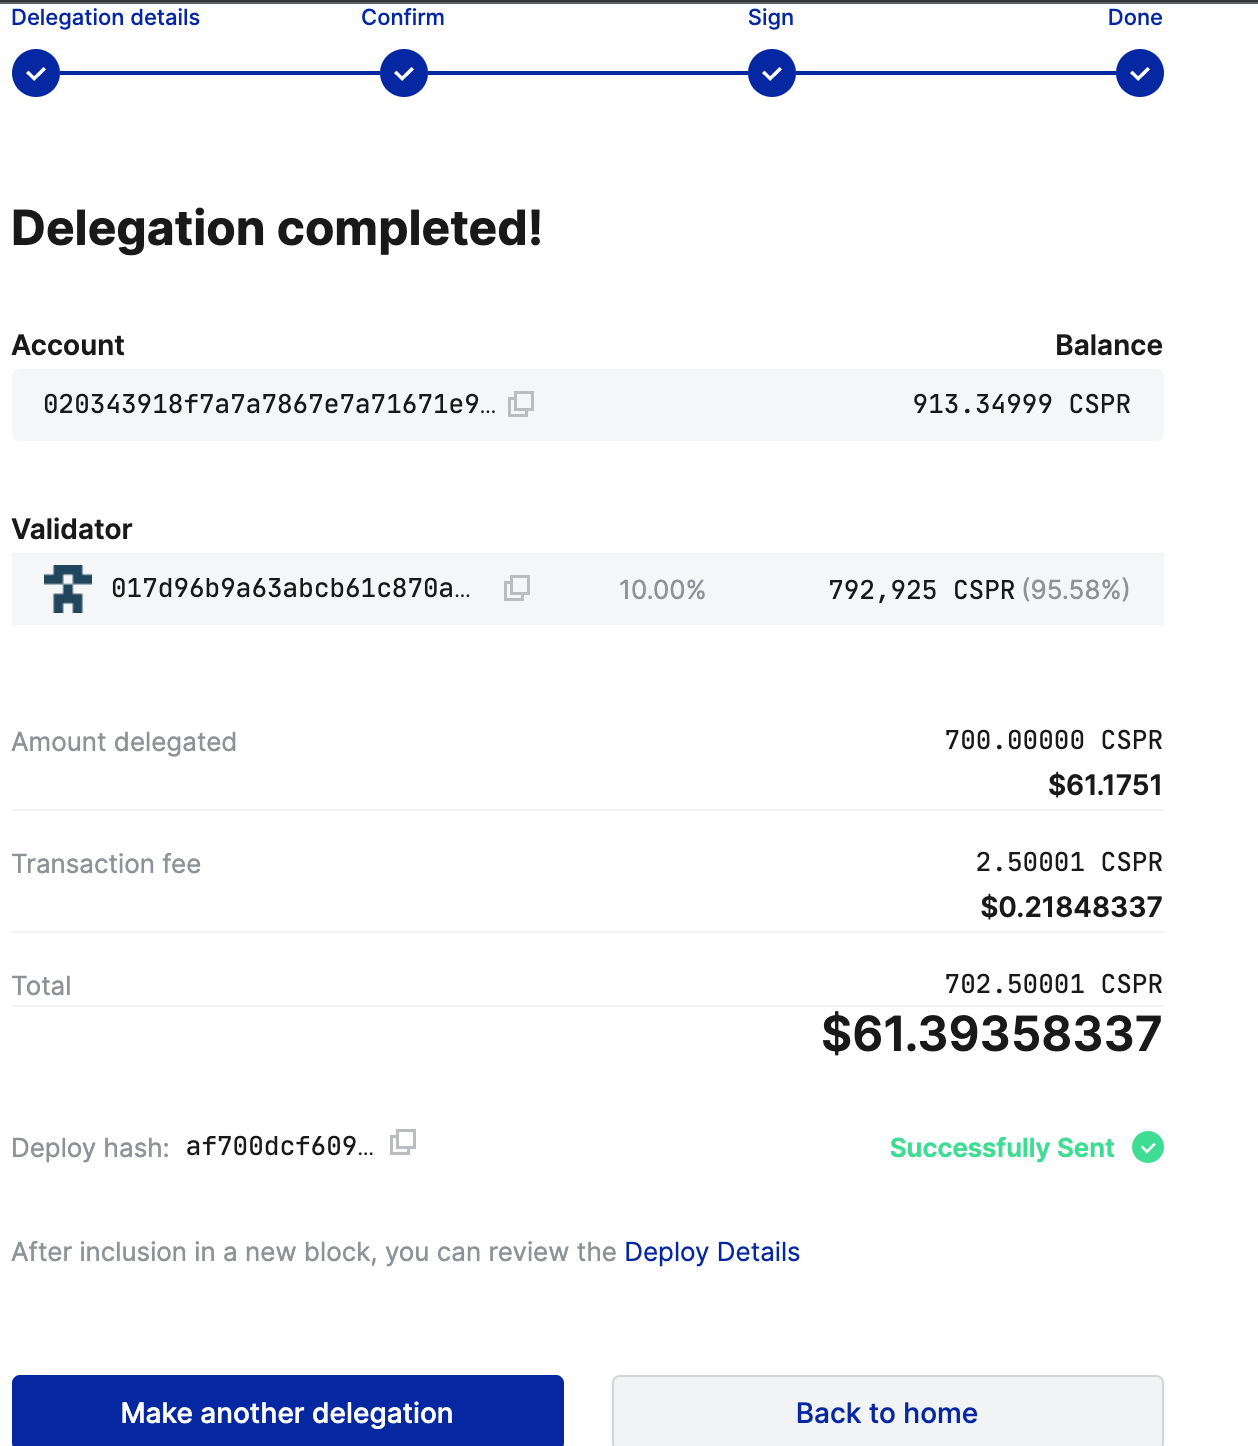 Delegation details Confirm Sign Done
Delegation completed!
Account Balance
020343918f7a7a7867e7a71671e9... 913.34999 CSPR
Validator
017d96b9a63abcb61c870a... 10.00% 792,925 CSPR (95.58%)
Amount delegated 700.00000 CSPR
$61.1751
Transaction fee 2.50001 CSPR
$0.21848337
Total 702.50001 CSPR
$61.39358337
Deploy hash: af700dcf609... Successfully Sent
After inclusion in a new block, you can review the Deploy Details
Make another delegation Back to home